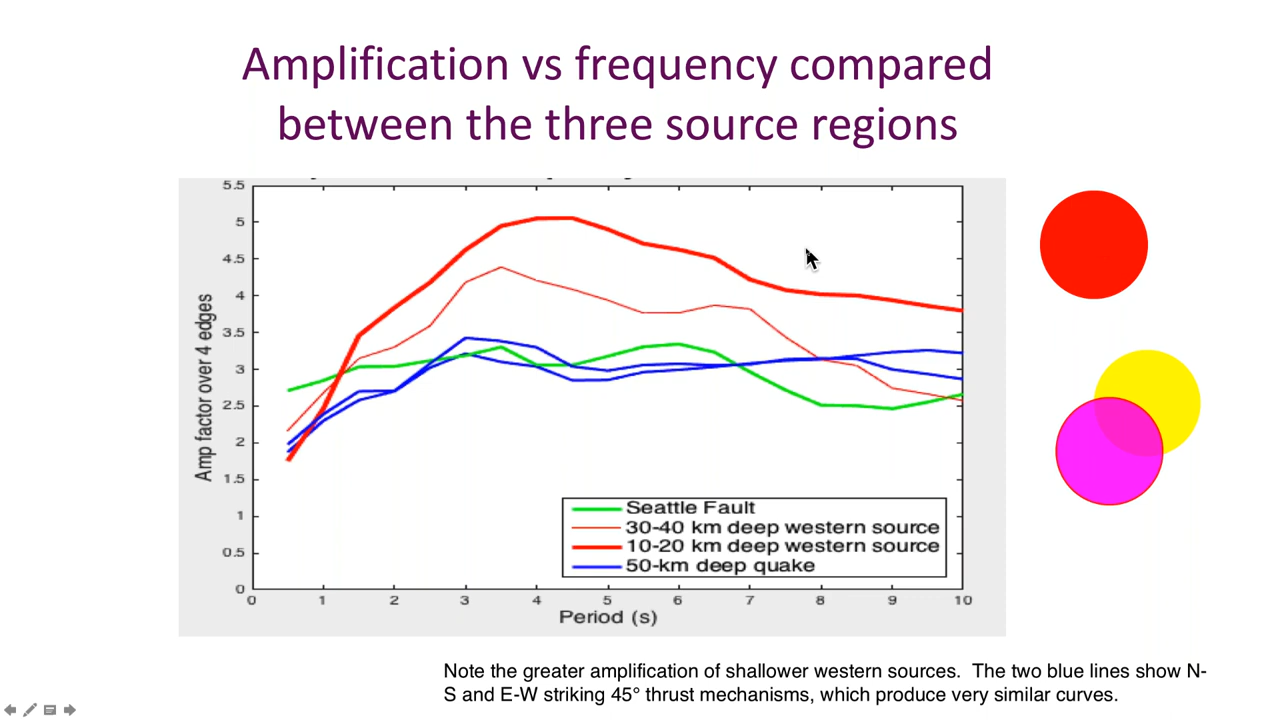 Amplification vs frequency compared
between the three source regions
5.5
5
4.5
4
3.5
3
2.5
2
1.5
1
0.5
0
Amp factor over 4 edges
Seattle Fault
30-40 km deep western source
10-20 km deep western source
50-km deep quake
0 1 2 3 4 5 6 7 8 9 10
Period (s)
Note the greater amplification of shallower western sources. The two blue lines show N-
S and E-W striking 45° thrust mechanisms, which produce very similar curves.